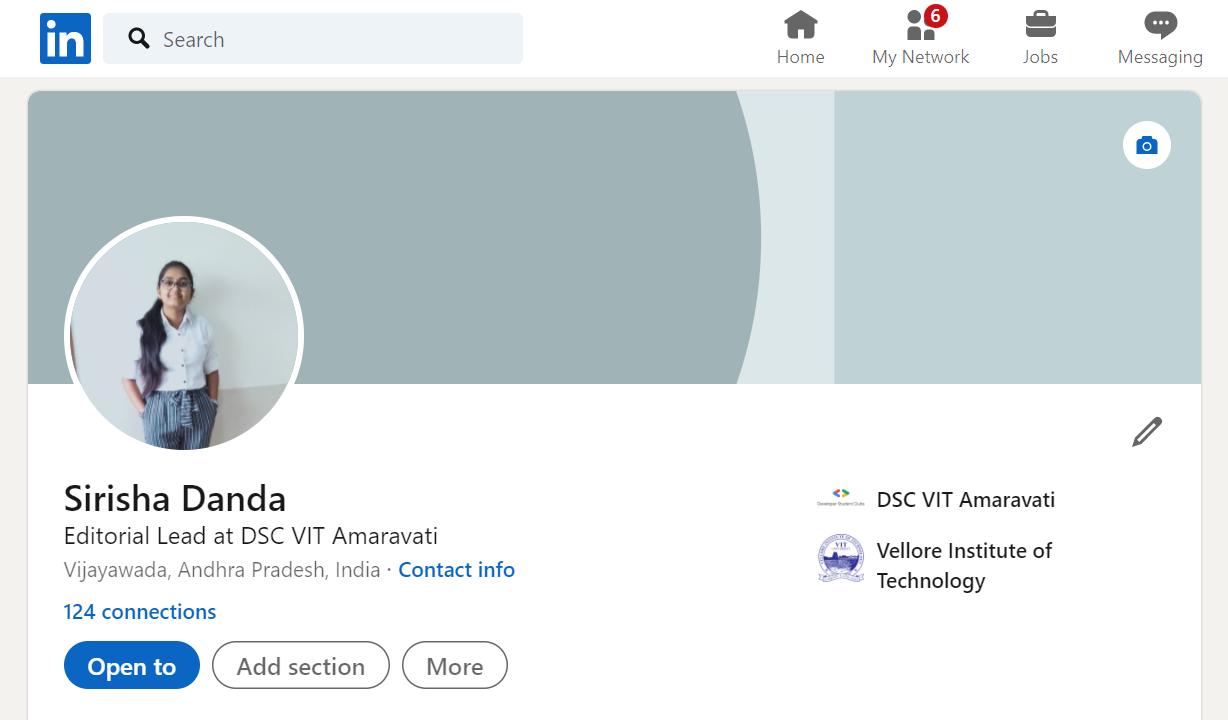 in
Search
Home
My Network
6
Jobs
Messaging
Sirisha Danda
Editorial Lead at DSC VIT Amaravati
Vijayawada, Andhra Pradesh, India · Contact info
124 connections
Open to
Add section
More
Developer Student Clubs
DSC VIT Amaravati
VIT
Vellore Institute of
Technology